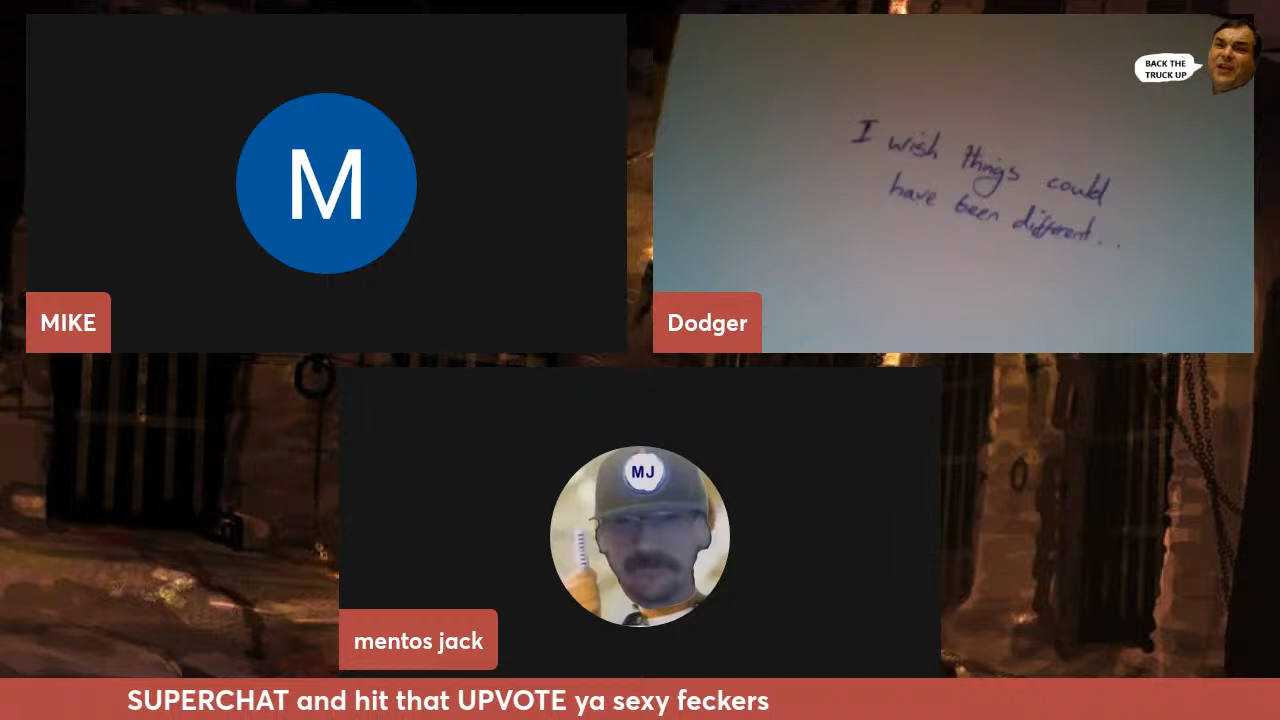 M
MIKE
BACK THE
TRUCK UP
I wish things could
have been different...
Dodger
MJ
mentos jack
SUPERCHAT and hit that UPVOTE ya sexy feckers